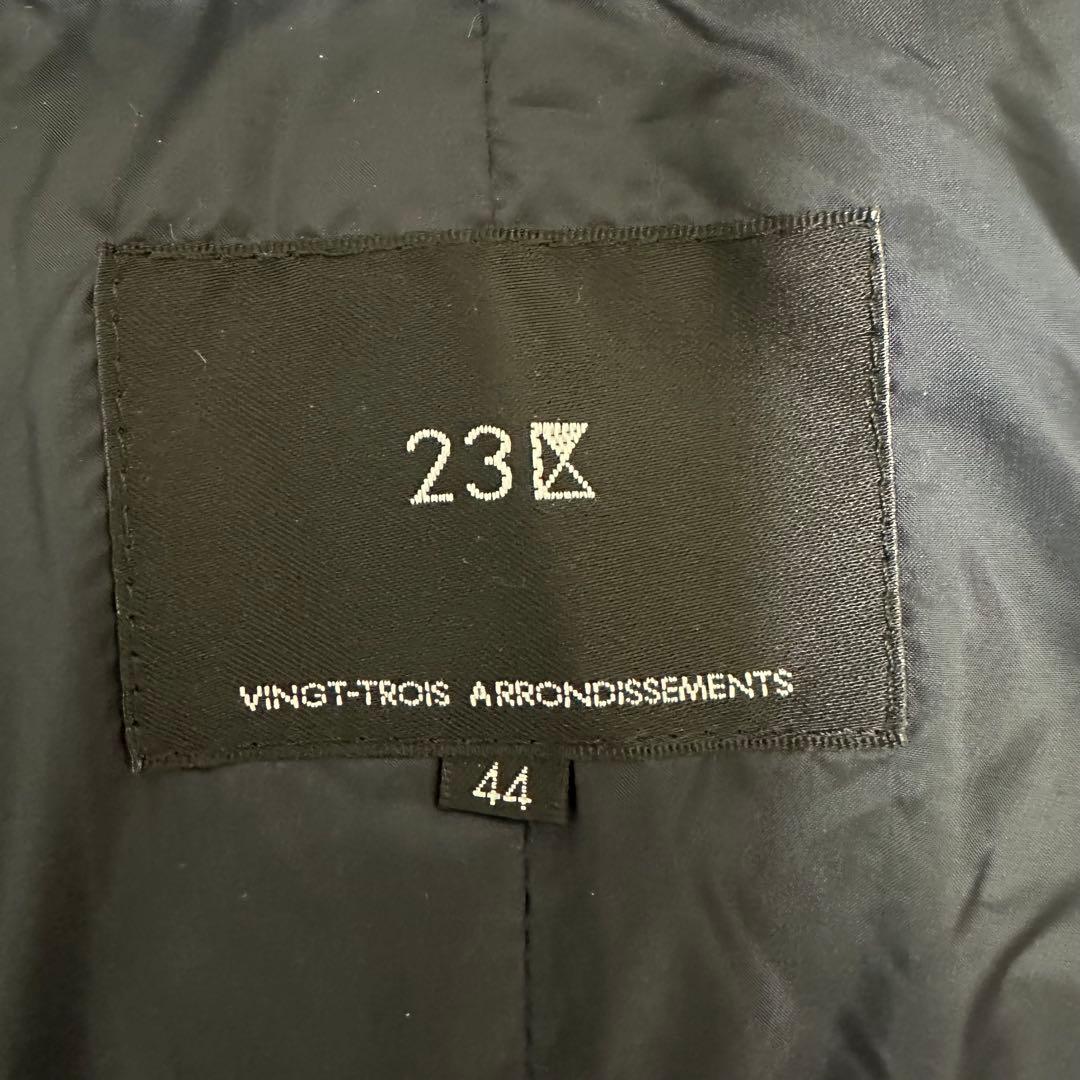 23区
VINGT-TROIS ARRONDISSEMENTS
44